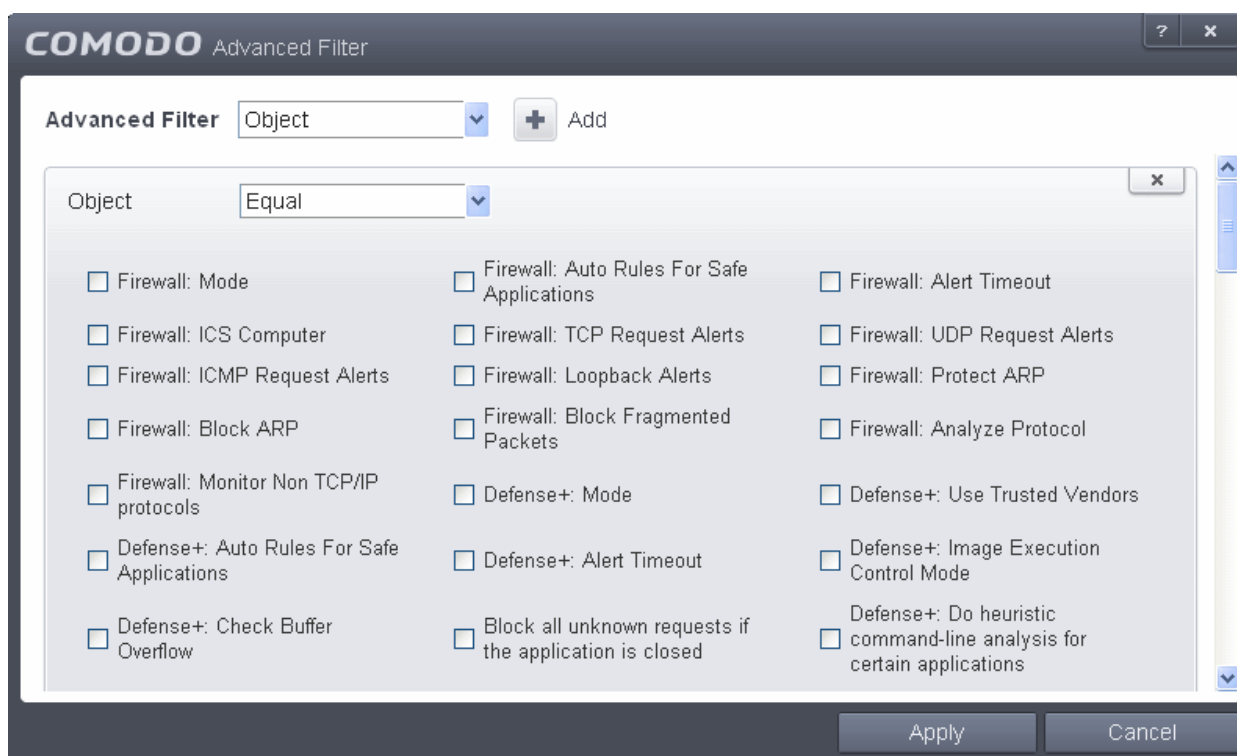 COMODO Advanced Filter
? x
Advanced Filter Object + Add
Object Equal x
Firewall: Mode
Firewall: Auto Rules For Safe
Applications
Firewall: Alert Timeout
Firewall: ICS Computer
Firewall: TCP Request Alerts
Firewall: UDP Request Alerts
Firewall: ICMP Request Alerts
Firewall: Loopback Alerts
Firewall: Protect ARP
Firewall: Block ARP
Firewall: Block Fragmented
Packets
Firewall: Analyze Protocol
Firewall: Monitor Non TCP/IP
protocols
Defense+: Mode
Defense+: Use Trusted Vendors
Defense+: Auto Rules For Safe
Applications
Defense+: Alert Timeout
Defense+: Image Execution
Control Mode
Defense+: Check Buffer
Overflow
Block all unknown requests if
the application is closed
Defense+: Do heuristic
command-line analysis for
certain applications
Apply
Cancel